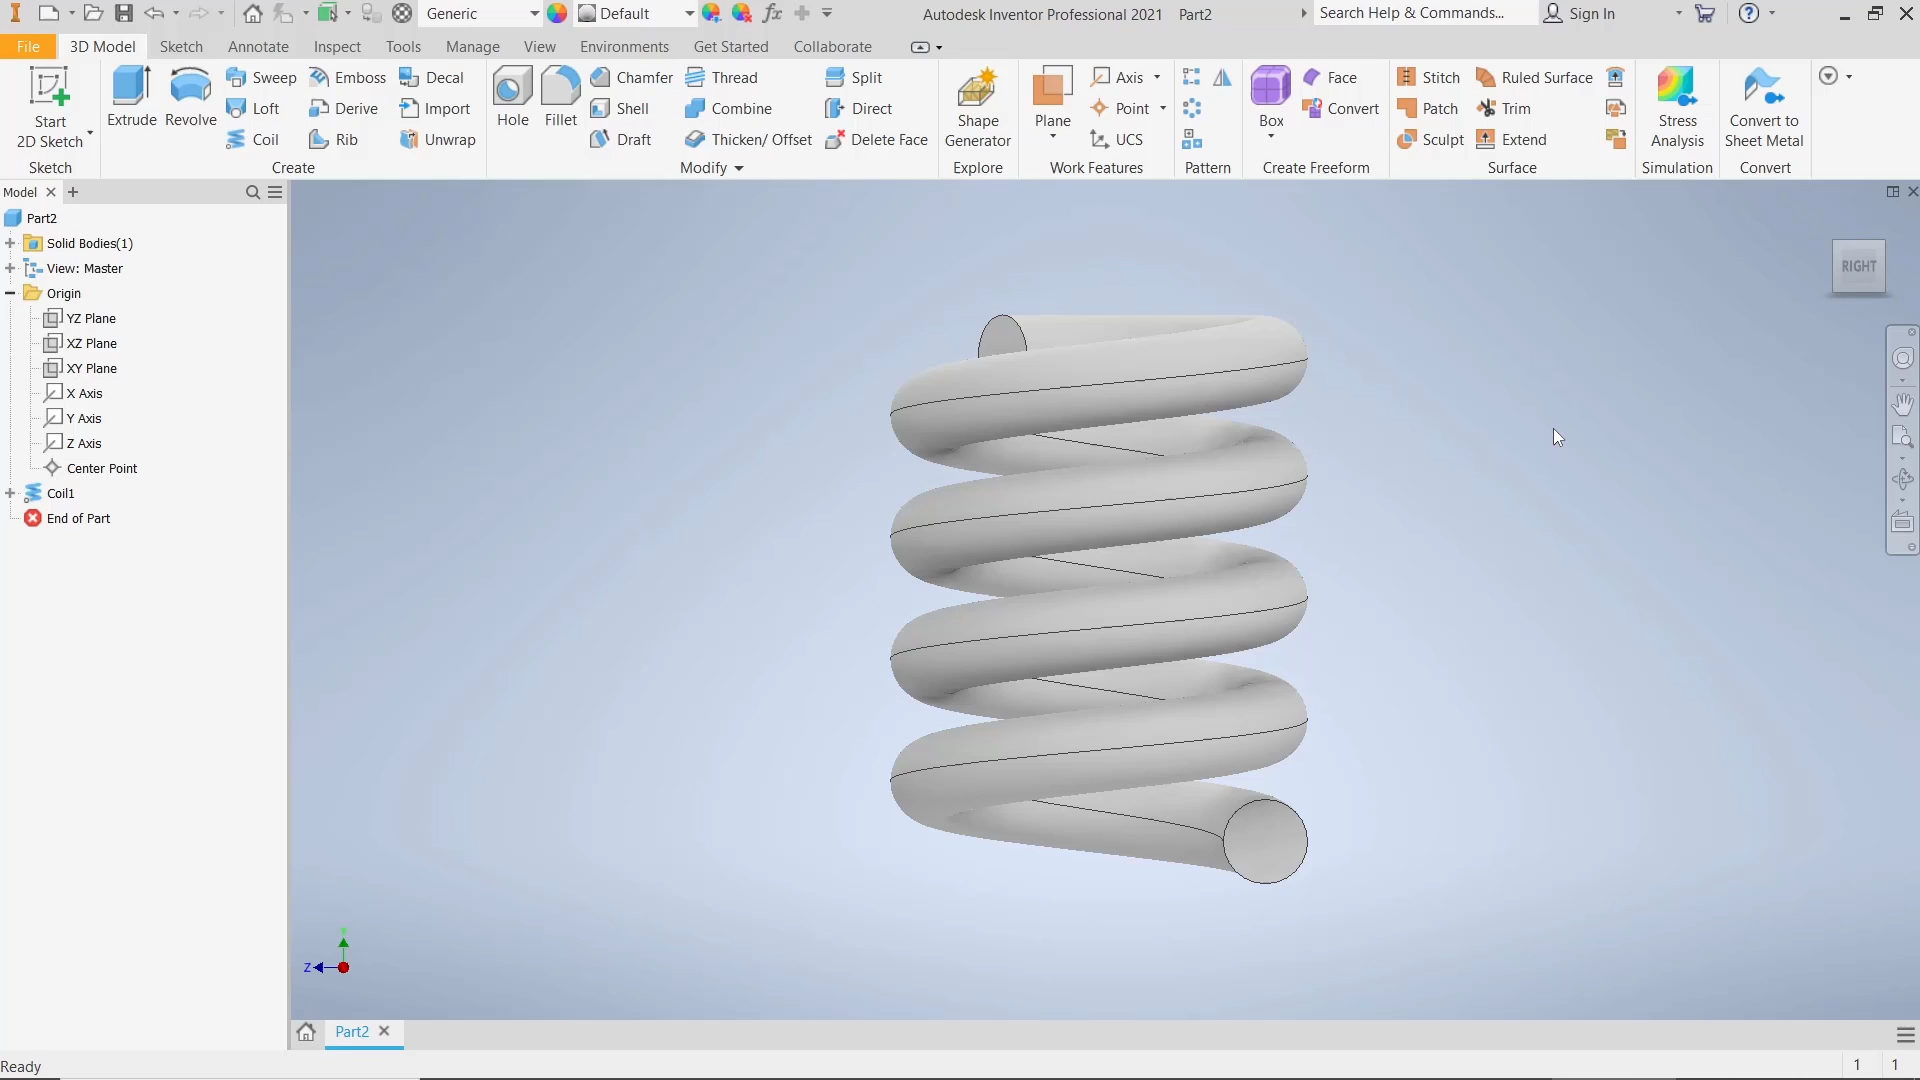 Generic
Default
Autodesk Inventor Professional 2021 Part2
Search Help & Commands...
Sign In
File
3D Model
Sketch
Annotate
Inspect
Tools
Manage
View
Environments
Get Started
Collaborate
Start
2D Sketch
Extrude
Revolve
Sweep
Loft
Coil
Emboss
Derive
Rib
Decal
Import
Unwrap
Hole
Fillet
Chamfer
Shell
Draft
Thread
Combine
Thicken/ Offset
Split
Direct
Delete Face
Shape
Generator
Plane
Axis
Point
UCS
Box
Face
Convert
Stitch
Patch
Sculpt
Ruled Surface
Trim
Extend
Stress
Analysis
Convert to
Sheet Metal
Sketch
Create
Modify
Explore
Work Features
Pattern
Create Freeform
Surface
Simulation
Convert
Model
Part2
Solid Bodies(1)
View: Master
Origin
YZ Plane
XZ Plane
XY Plane
X Axis
Y Axis
Z Axis
Center Point
Coil1
End of Part
RIGHT
Z
Part2
Ready
1 1